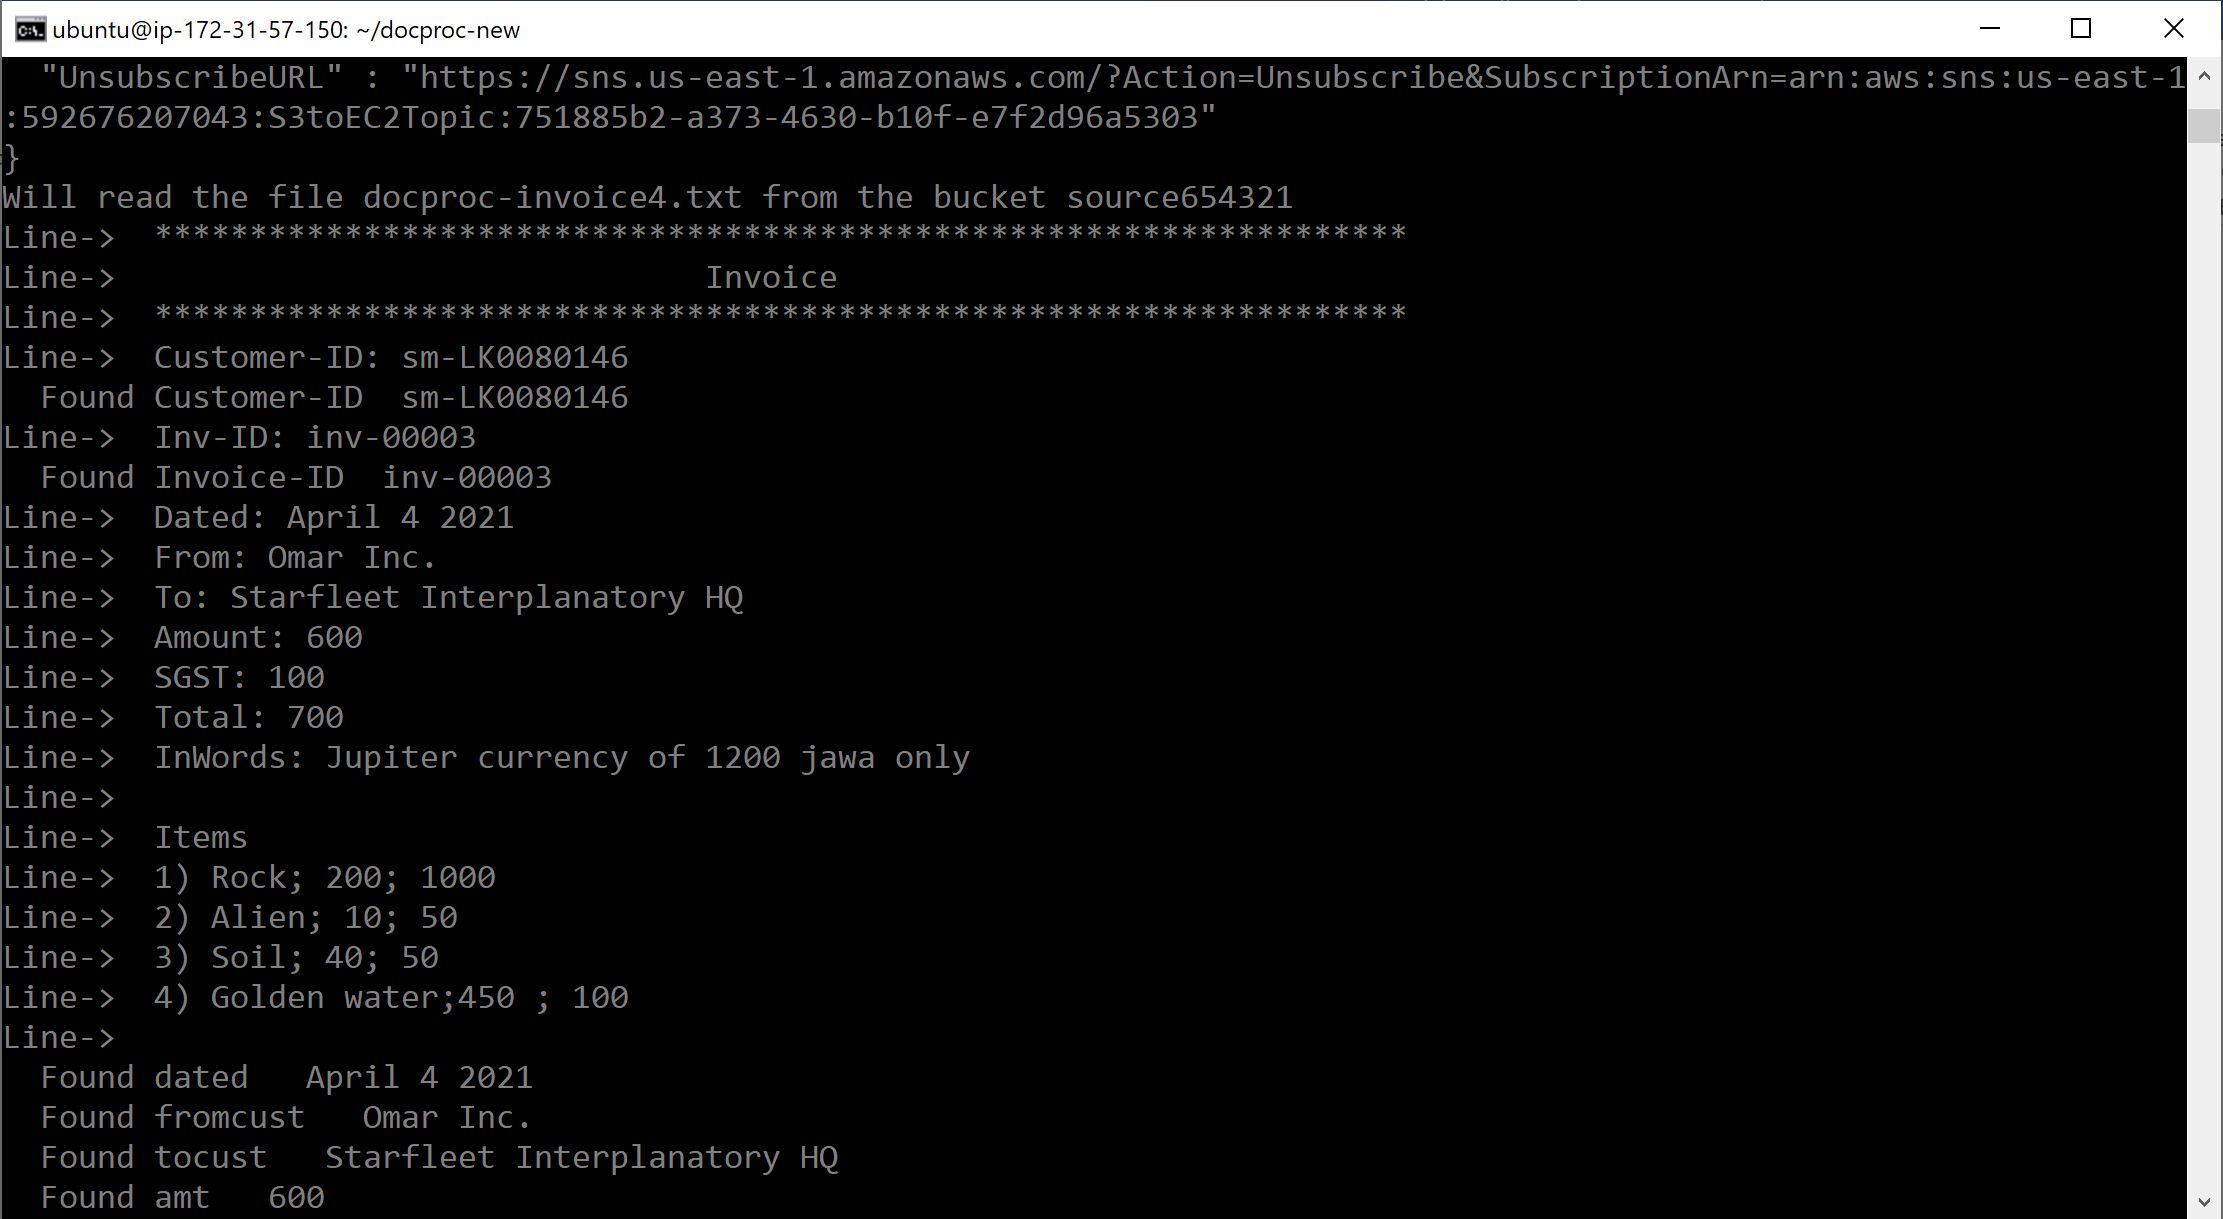 ubuntu@ip-172-31-57-150: ~/docproc-new
  "UnsubscribeURL" : "https://sns.us-east-1.amazonaws.com/?Action=Unsubscribe&SubscriptionArn=arn:aws:sns:us-east-1
:592676207043:S3toEC2Topic:751885b2-a373-4630-b10f-e7f2d96a5303"
}
Will read the file docproc-invoice4.txt from the bucket source654321
Line->  ******************************************************************
Line->                               Invoice
Line->  ******************************************************************
Line->  Customer-ID: sm-LK0080146
  Found Customer-ID  sm-LK0080146
Line->  Inv-ID: inv-00003
  Found Invoice-ID  inv-00003
Line->  Dated: April 4 2021
Line->  From: Omar Inc.
Line->  To: Starfleet Interplanatory HQ
Line->  Amount: 600
Line->  SGST: 100
Line->  Total: 700
Line->  InWords: Jupiter currency of 1200 jawa only
Line->
Line->  Items
Line->  1) Rock; 200; 1000
Line->  2) Alien; 10; 50
Line->  3) Soil; 40; 50
Line->  4) Golden water;450 ; 100
Line->
  Found dated   April 4 2021
  Found fromcust   Omar Inc.
  Found tocust   Starfleet Interplanatory HQ
  Found amt   600